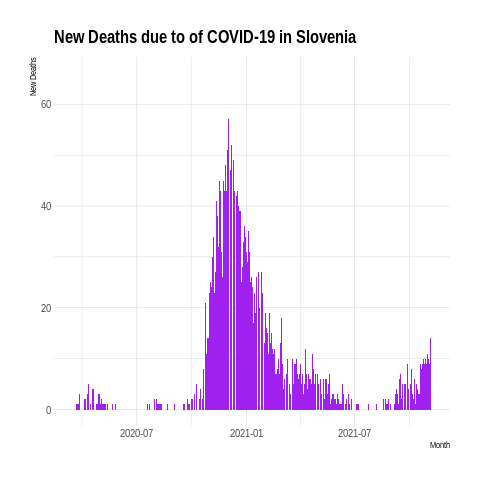 New Deaths due to of COVID-19 in Slovenia
New Deaths
60
40
20
0
2020-07
2021-01
2021-07
Month